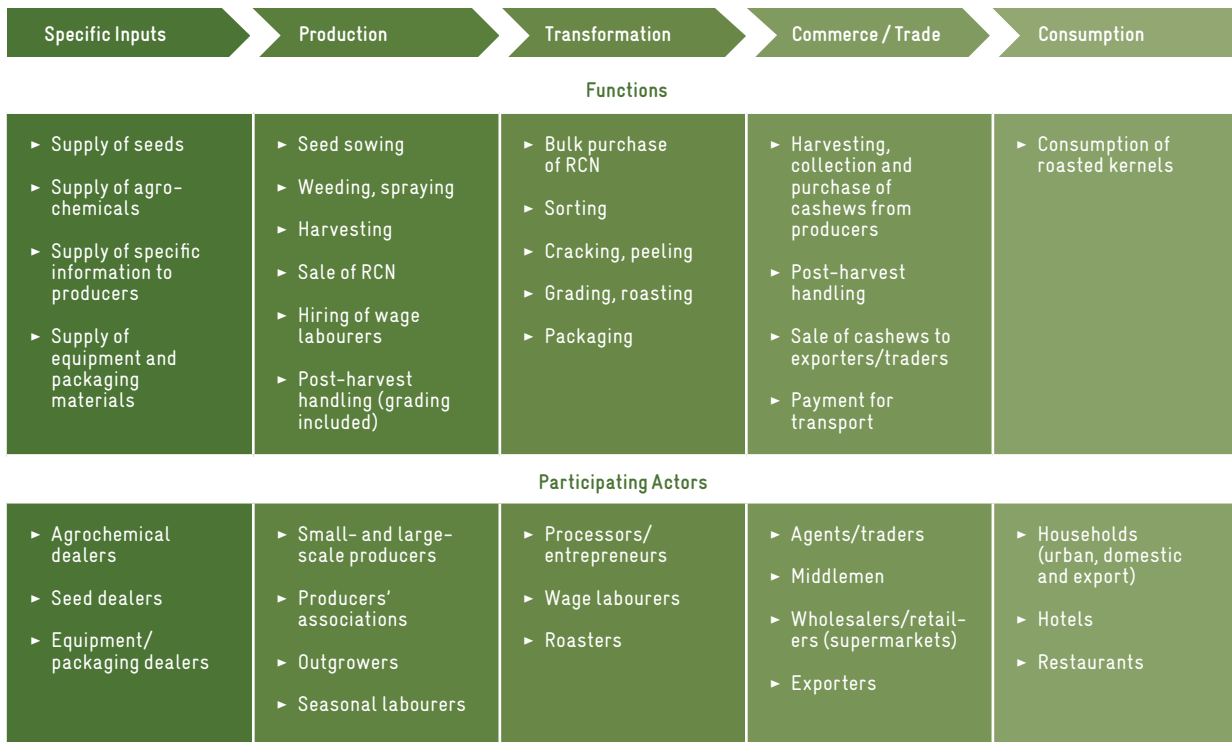 Specific Inputs
Production
Transformation
Commerce / Trade
Consumption
Functions
► Supply of seeds
► Supply of agro-
chemicals
► Supply of specific
information to
producers
► Supply of
equipment and
packaging
materials
► Seed sowing
► Weeding, spraying
► Harvesting
► Sale of RCN
► Hiring of wage
labourers
► Post-harvest
handling (grading
included)
► Bulk purchase
of RCN
► Sorting
► Cracking, peeling
► Grading, roasting
► Packaging
► Harvesting,
collection and
purchase of
cashews from
producers
► Post-harvest
handling
► Sale of cashews to
exporters/traders
► Payment for
transport
► Consumption of
roasted kernels
Participating Actors
► Agrochemical
dealers
► Seed dealers
► Equipment/
packaging dealers
► Small- and large-
scale producers
► Producers’
associations
► Outgrowers
► Seasonal labourers
► Processors/
entrepreneurs
► Wage labourers
► Roasters
► Agents/traders
► Middlemen
► Wholesalers/retail-
ers (supermarkets)
► Exporters
► Households
(urban, domestic
and export)
► Hotels
► Restaurants